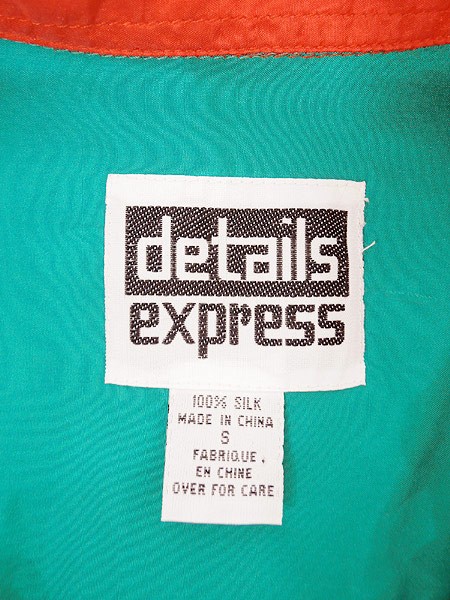 details
express
100% SILK
MADE IN CHINA
S
FABRIQUE.
EN CHINE
OVER FOR CARE